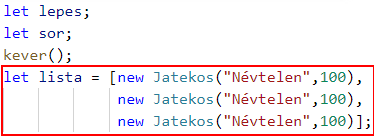 let lepes;
let sor;
kever();
let lista = [new Jatekos("Névtelen",100),
new Jatekos("Névtelen",100),
new Jatekos("Névtelen",100)];